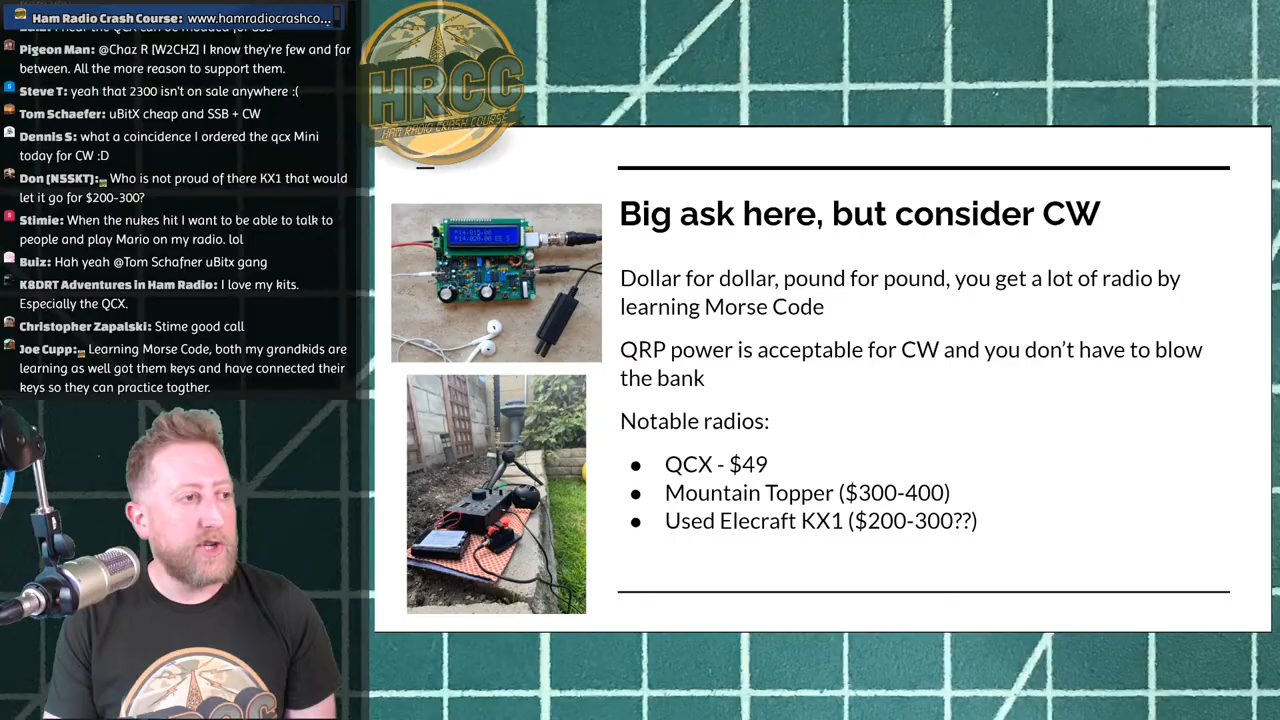 Ham Radio Crash Course: www.hamradiocrashco...
Pigeon Man: @Chaz R [W2CHZ] I know they're few and far
between. All the more reason to support them.
Steve T: yeah that 2300 isn't on sale anywhere :(
Tom Schaefer: uBitX cheap and SSB + CW
Dennis S: what a coincidence I ordered the qcx Mini
today for CW :D
Don [NSSKT]: Who is not proud of there KX1 that would
let it go for $200-300?
Stimie: When the nukes hit I want to be able to talk to
people and play Mario on my radio. lol
Buiz: Hah yeah @Tom Schafner uBitx gang
K8DRT Adventures in Ham Radio: I love my kits.
Especially the QCX.
Christopher Zapalski: Stime good call
Joe Cupp: Learning Morse Code, both my grandkids are
learning as well got them keys and have connected their
keys so they can practice togther.
HRCC
HAM RADIO CRASH COURSE
Big ask here, but consider CW
Dollar for dollar, pound for pound, you get a lot of radio by
learning Morse Code
QRP power is acceptable for CW and you don't have to blow
the bank
Notable radios:
● QCX - $49
● Mountain Topper ($300-400)
● Used Elecraft KX1 ($200-300??)